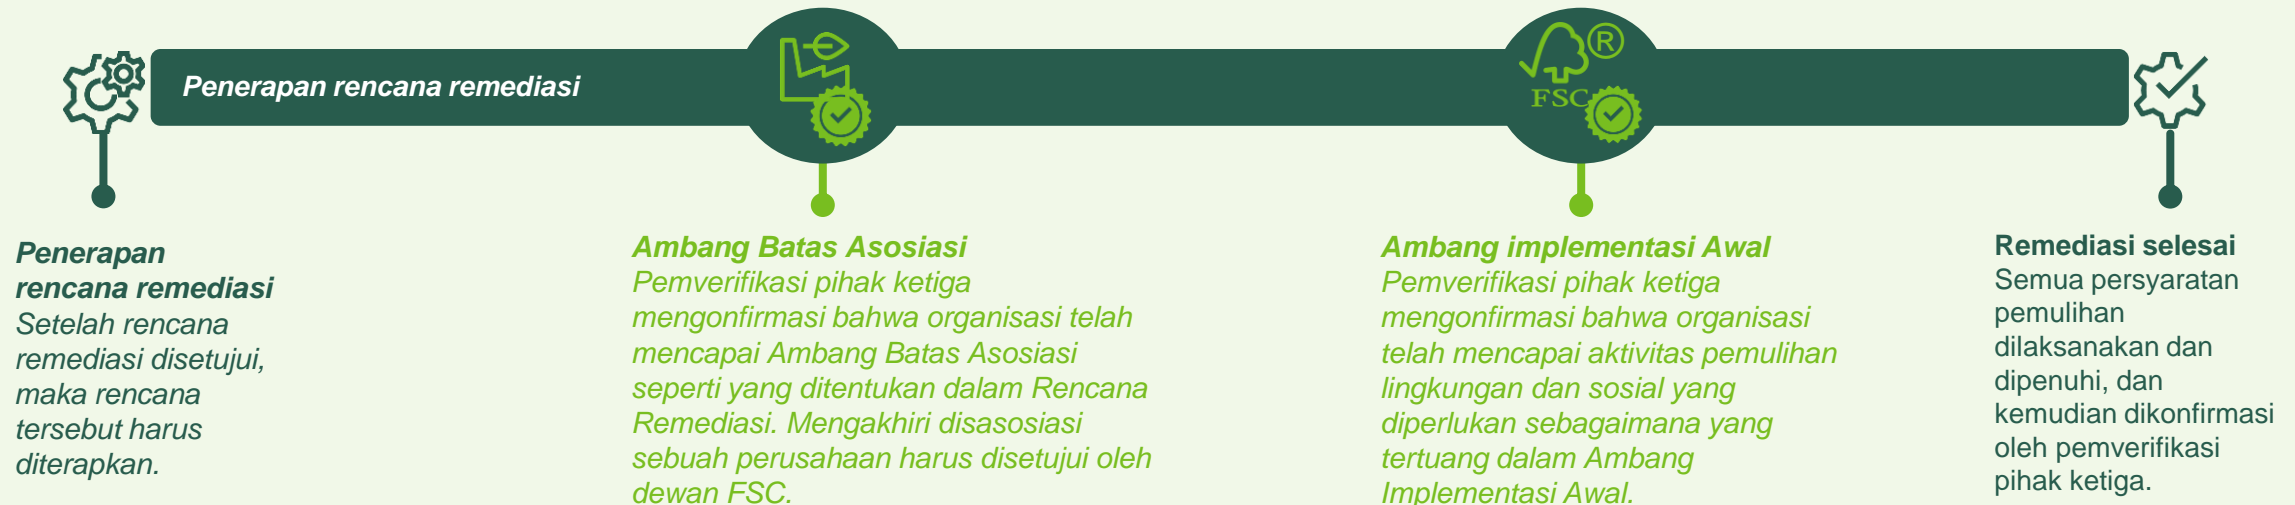 Penerapan rencana remediasi
®
FSC
Penerapan
rencana remediasi
Setelah rencana
remediasi disetujui,
maka rencana
tersebut harus
diterapkan.
Ambang Batas Asosiasi
Pemverifikasi pihak ketiga
mengonfirmasi bahwa organisasi telah
mencapai Ambang Batas Asosiasi
seperti yang ditentukan dalam Rencana
Remediasi. Mengakhiri disasosiasi
sebuah perusahaan harus disetujui oleh
dewan FSC.
Ambang implementasi Awal
Pemverifikasi pihak ketiga
mengonfirmasi bahwa organisasi
telah mencapai aktivitas pemulihan
lingkungan dan sosial yang
diperlukan sebagaimana yang
tertuang dalam Ambang
Implementasi Awal.
Remediasi selesai
Semua persyaratan
pemulihan
dilaksanakan dan
dipenuhi, dan
kemudian dikonfirmasi
oleh pemverifikasi
pihak ketiga.